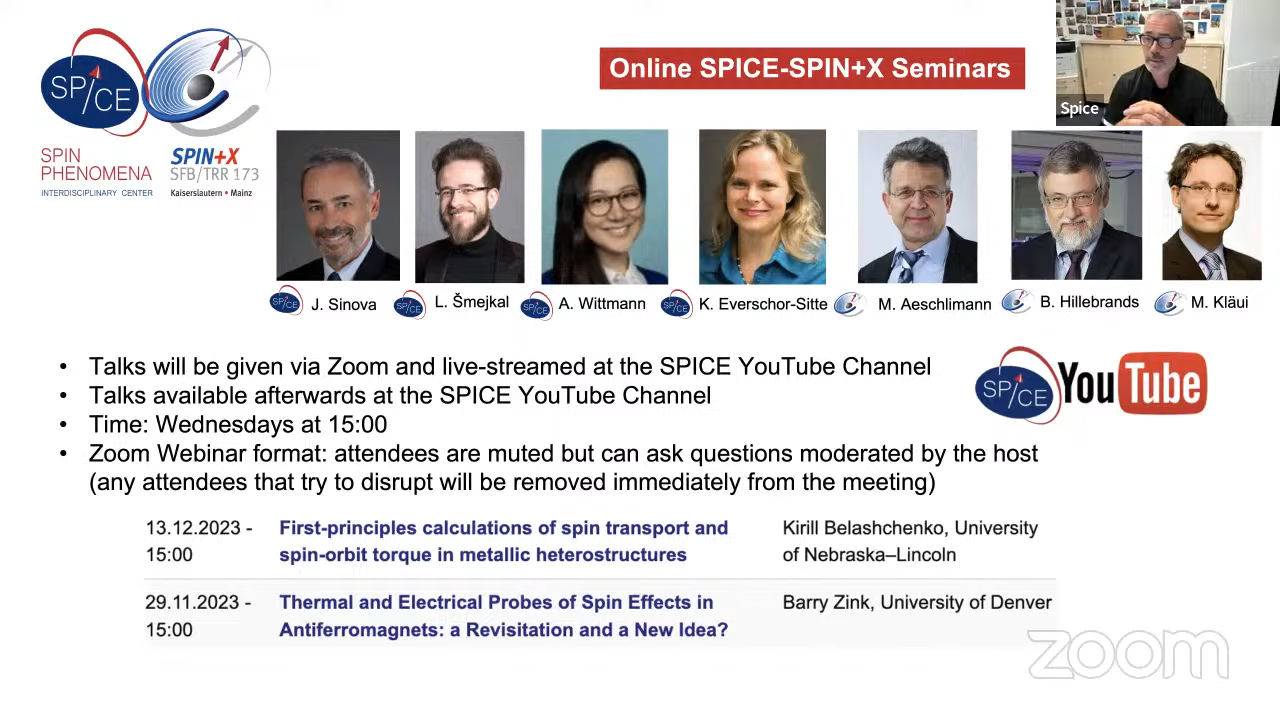 Online SPICE-SPIN+X Seminars
Spice
SPICE
SPIN
PHENOMENA
INTERDISCIPLINARY CENTER
SPIN+X
SFB/TRR 173
Kaiserslautern • Mainz
SPICE J. Sinova
SPICE L. Šmejkal
SPICE A. Wittmann
SPICE K. Everschor-Sitte
M. Aeschlimann
B. Hillebrands
M. Kläui
• Talks will be given via Zoom and live-streamed at the SPICE YouTube Channel
• Talks available afterwards at the SPICE YouTube Channel
• Time: Wednesdays at 15:00
• Zoom Webinar format: attendees are muted but can ask questions moderated by the host
(any attendees that try to disrupt will be removed immediately from the meeting)
SPICE YouTube
13.12.2023 - First-principles calculations of spin transport and Kirill Belashchenko, University
15:00 spin-orbit torque in metallic heterostructures of Nebraska–Lincoln
29.11.2023 - Thermal and Electrical Probes of Spin Effects in Barry Zink, University of Denver
15:00 Antiferromagnets: a Revisitation and a New Idea?
zoom